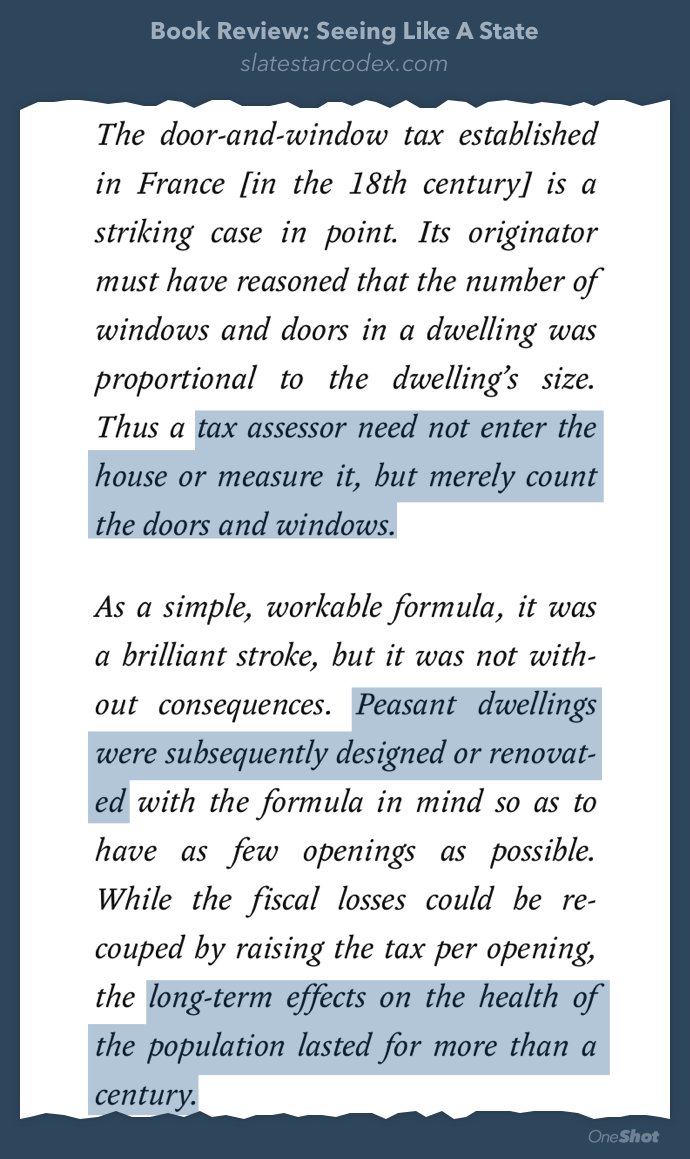 Book Review: Seeing Like A State
slatestarcodex.com
The door-and-window tax established
in France [in the 18th century] is a
striking case in point. Its originator
must have reasoned that the number of
windows and doors in a dwelling was
proportional to the dwelling’s size.
Thus a tax assessor need not enter the
house or measure it, but merely count
the doors and windows.
As a simple, workable formula, it was
a brilliant stroke, but it was not with-
out consequences. Peasant dwellings
were subsequently designed or renovat-
ed with the formula in mind so as to
have as few openings as possible.
While the fiscal losses could be re-
couped by raising the tax per opening,
the long-term effects on the health of
the population lasted for more than a
century.
OneShot